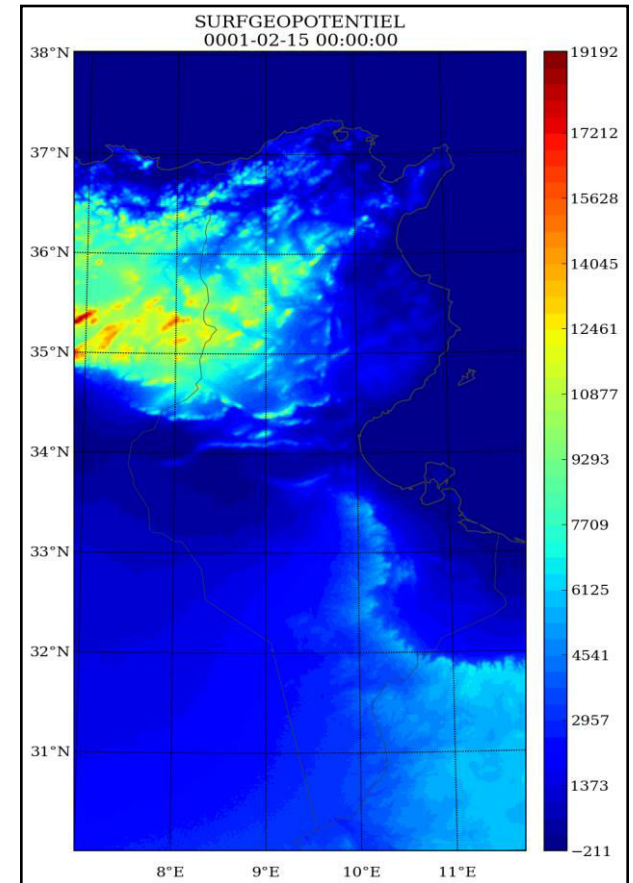 SURFGEOPOTENTIEL
0001-02-15 00:00:00
38°N
37°N
36°N
35°N
34°N
33°N
32°N
31°N
8°E
9°E
10°E
11°E
19192
17212
15628
14045
12461
10877
9293
7709
6125
4541
2957
1373
−211